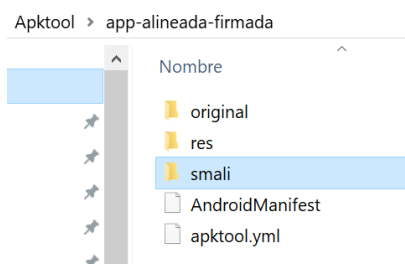 Apktool > app-alineada-firmada
Nombre
original
res
smali
AndroidManifest
apktool.yml